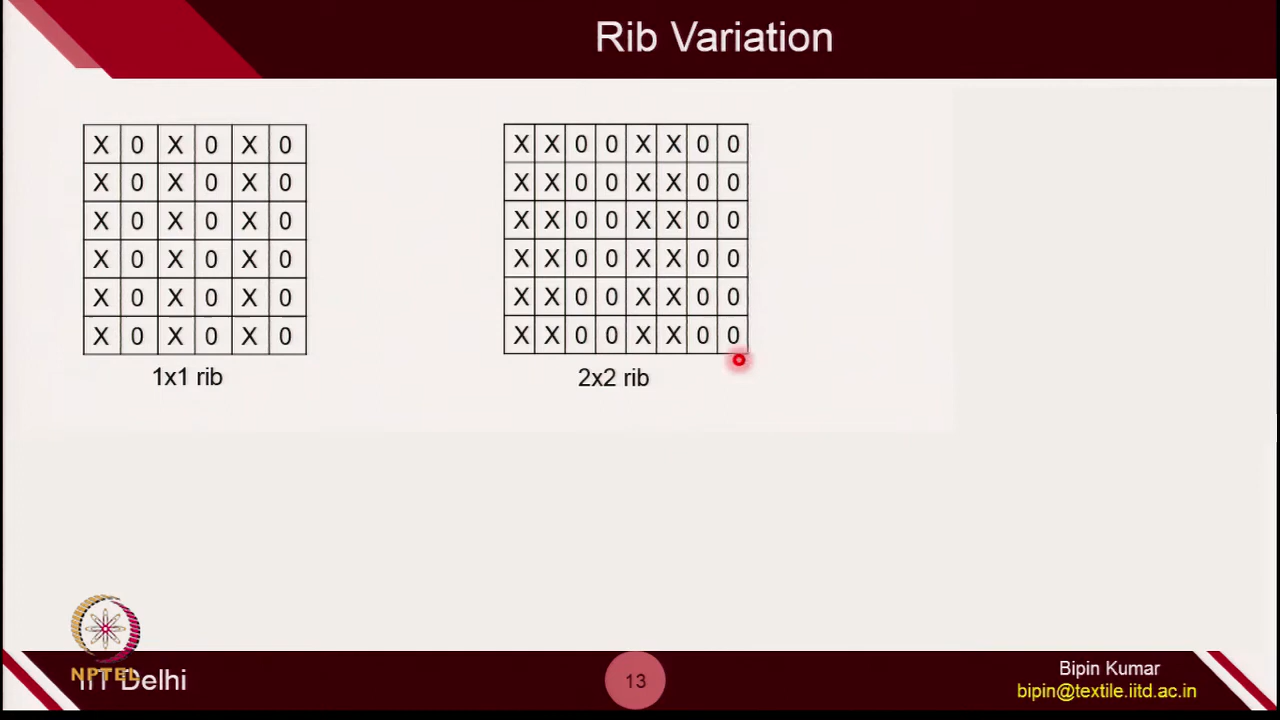 Rib Variation
X 0 X 0 X 0
X 0 X 0 X 0
X 0 X 0 X 0
X 0 X 0 X 0
X 0 X 0 X 0
X 0 X 0 X 0
1x1 rib
X X 0 0 X X 0 0
X X 0 0 X X 0 0
X X 0 0 X X 0 0
X X 0 0 X X 0 0
X X 0 0 X X 0 0
X X 0 0 X X 0 0
2x2 rib
NPTEL
IIT Delhi
13
Bipin Kumar
bipin@textile.iitd.ac.in